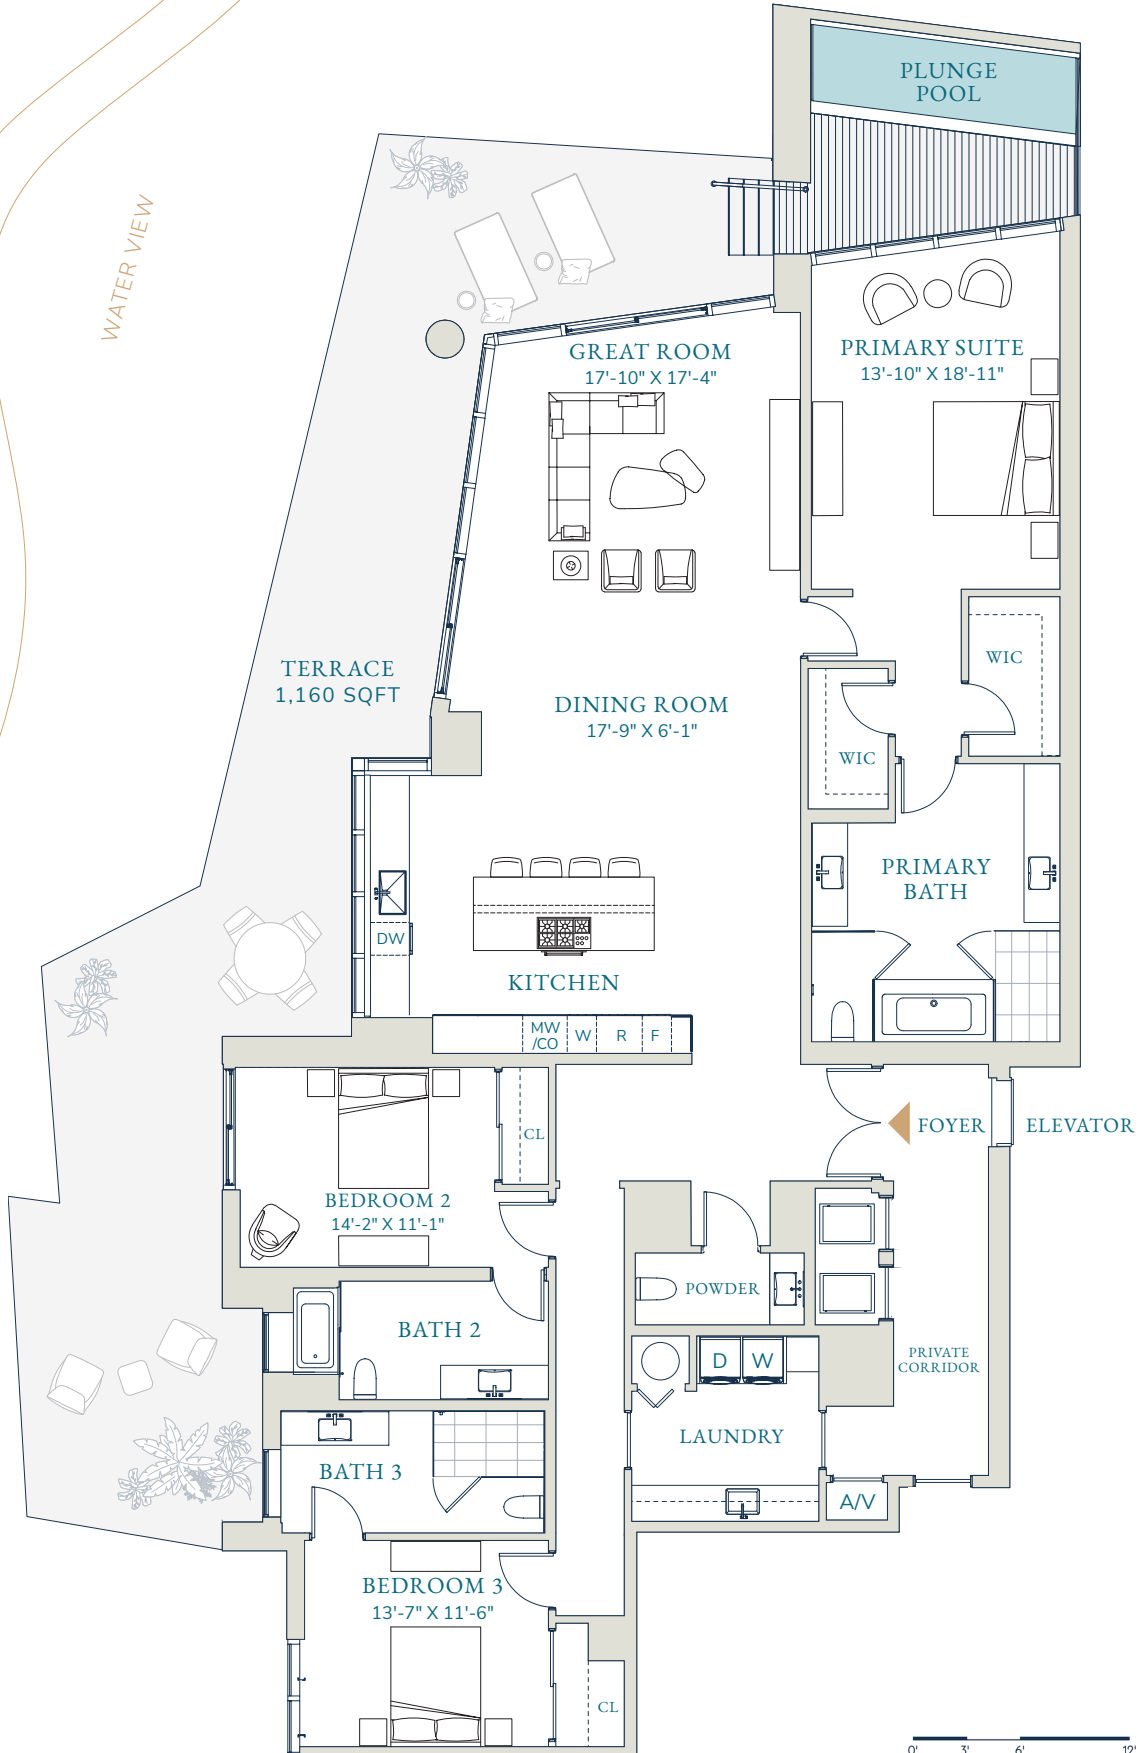 PLUNGE
POOL
WATER VIEW
GREAT ROOM
17'-10" X 17'-4"
PRIMARY SUITE
13'-10" X 18'-11"
TERRACE
1,160 SQFT
WIC
DINING ROOM
17'-9" X 6'-1"
WIC
PRIMARY
BATH
DW
KITCHEN
MW
/CO
W
R
F
CL
FOYER
ELEVATOR
BEDROOM 2
14'-2" X 11'-1"
POWDER
BATH 2
D
W
PRIVATE
CORRIDOR
LAUNDRY
BATH 3
A/V
BEDROOM 3
13'-7" X 11'-6"
CL
0' 3' 6' 12'